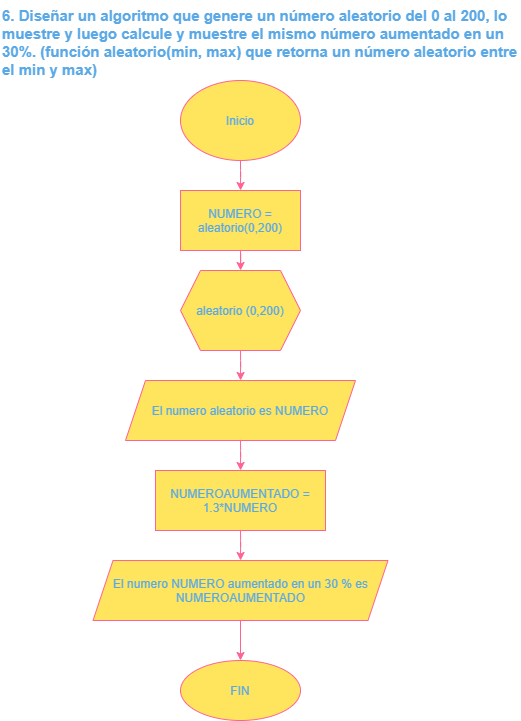 6. Diseñar un algoritmo que genere un número aleatorio del 0 al 200, lo
muestre y luego calcule y muestre el mismo número aumentado en un
30%. (función aleatorio(min, max) que retorna un número aleatorio entre
el min y max)
Inicio
NUMERO =
aleatorio(0,200)
aleatorio (0,200)
El numero aleatorio es NUMERO
NUMEROAUMENTADO =
1.3*NUMERO
El numero NUMERO aumentado en un 30 % es
NUMEROAUMENTADO
FIN